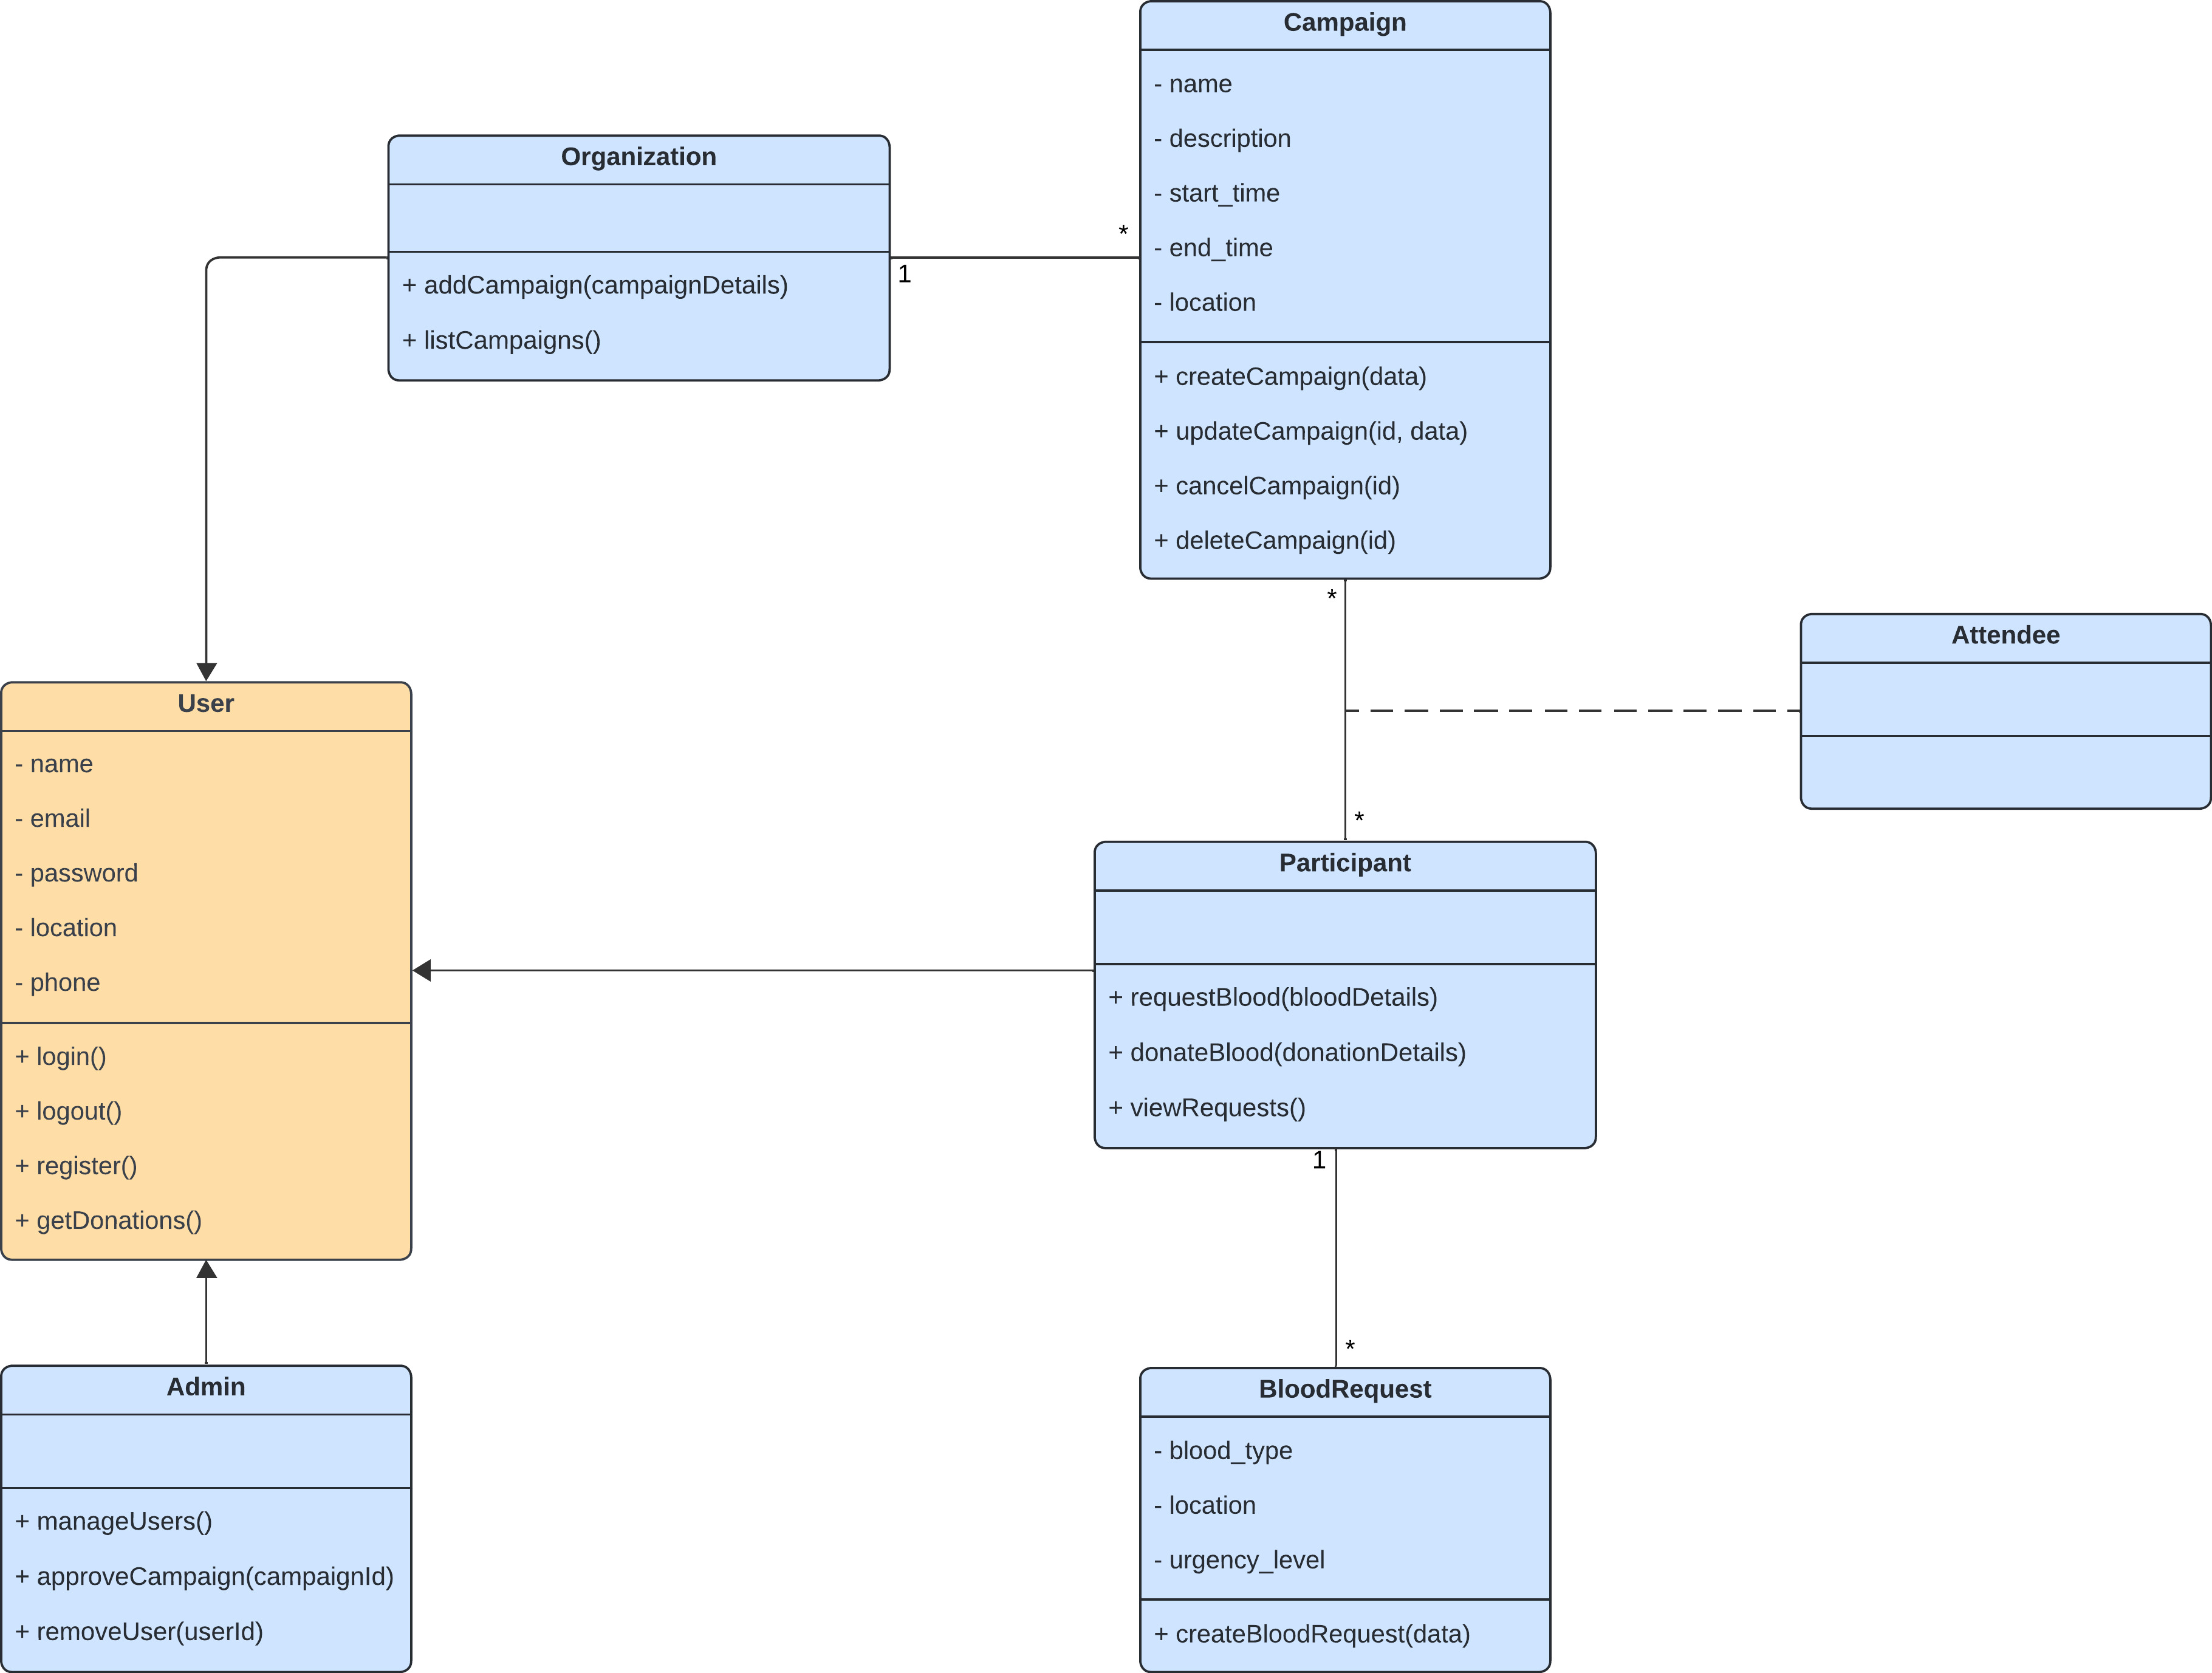 Campaign
- name
- description
- start_time
- end_time
- location
+ createCampaign(data)
+ updateCampaign(id, data)
+ cancelCampaign(id)
+ deleteCampaign(id)
Organization
+ addCampaign(campaignDetails)
+ listCampaigns()
*
1
*
*
Attendee
User
- name
- email
- password
- location
- phone
+ login()
+ logout()
+ register()
+ getDonations()
Participant
+ requestBlood(bloodDetails)
+ donateBlood(donationDetails)
+ viewRequests()
1
*
Admin
+ manageUsers()
+ approveCampaign(campaignId)
+ removeUser(userId)
BloodRequest
- blood_type
- location
- urgency_level
+ createBloodRequest(data)